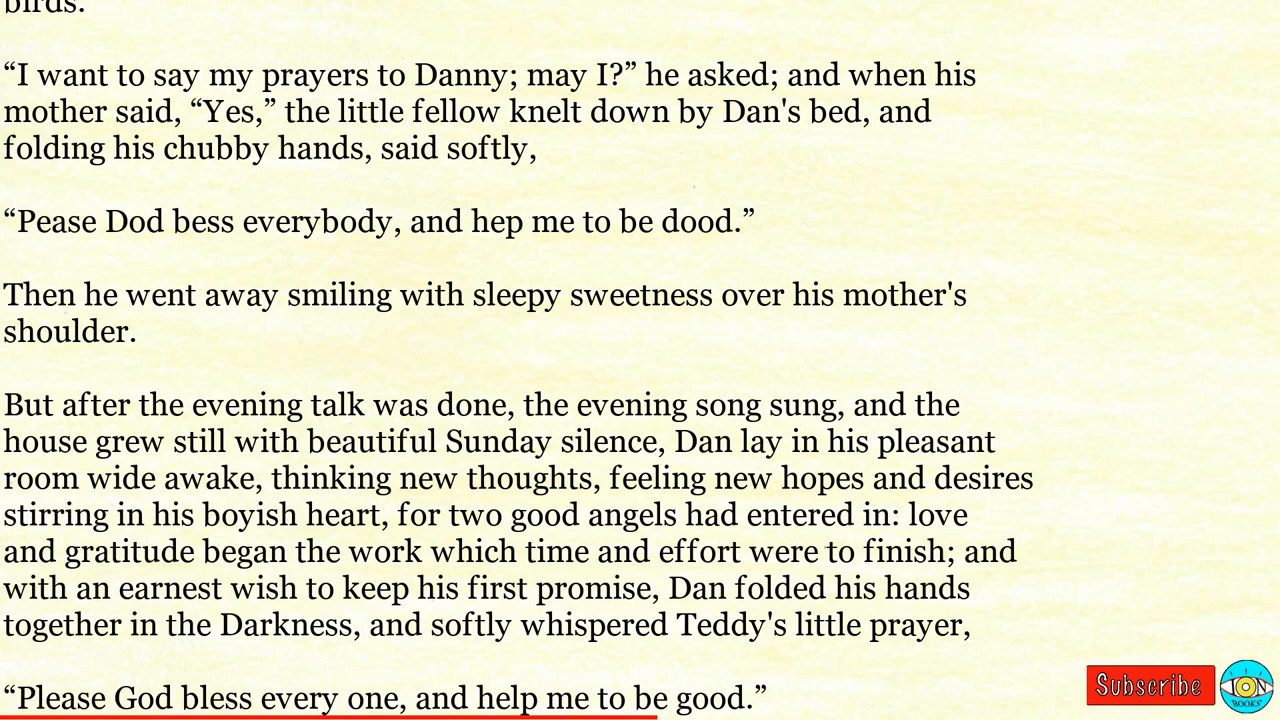 birds.
“I want to say my prayers to Danny; may I?” he asked; and when his
mother said, “Yes,” the little fellow knelt down by Dan's bed, and
folding his chubby hands, said softly,
“Pease Dod bess everybody, and hep me to be dood.”
Then he went away smiling with sleepy sweetness over his mother's
shoulder.
But after the evening talk was done, the evening song sung, and the
house grew still with beautiful Sunday silence, Dan lay in his pleasant
room wide awake, thinking new thoughts, feeling new hopes and desires
stirring in his boyish heart, for two good angels had entered in: love
and gratitude began the work which time and effort were to finish; and
with an earnest wish to keep his first promise, Dan folded his hands
together in the Darkness, and softly whispered Teddy's little prayer,
“Please God bless every one, and help me to be good.”
Subscribe
ION
BOOKS